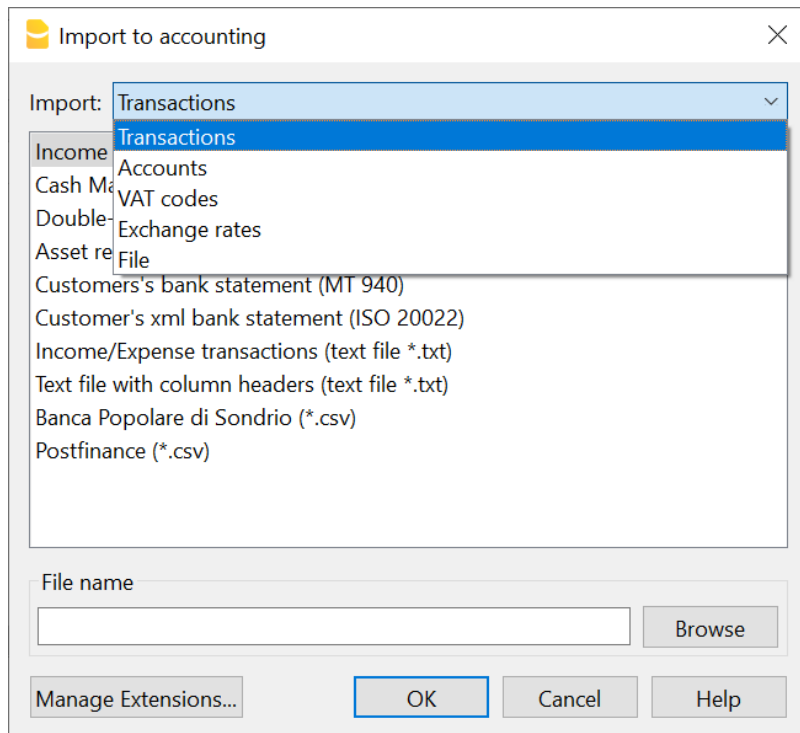 Import to accounting
Import: Transactions
Transactions
Accounts
VAT codes
Exchange rates
File
Income
Cash
Double-
Asset
Customers's bank statement (MT 940)
Customer's xml bank statement (ISO 20022)
Income/Expense transactions (text file *.txt)
Text file with column headers (text file *.txt)
Banca Popolare di Sondrio (*.csv)
Postfinance (*.csv)
File name
Browse
Manage Extensions...
OK
Cancel
Help